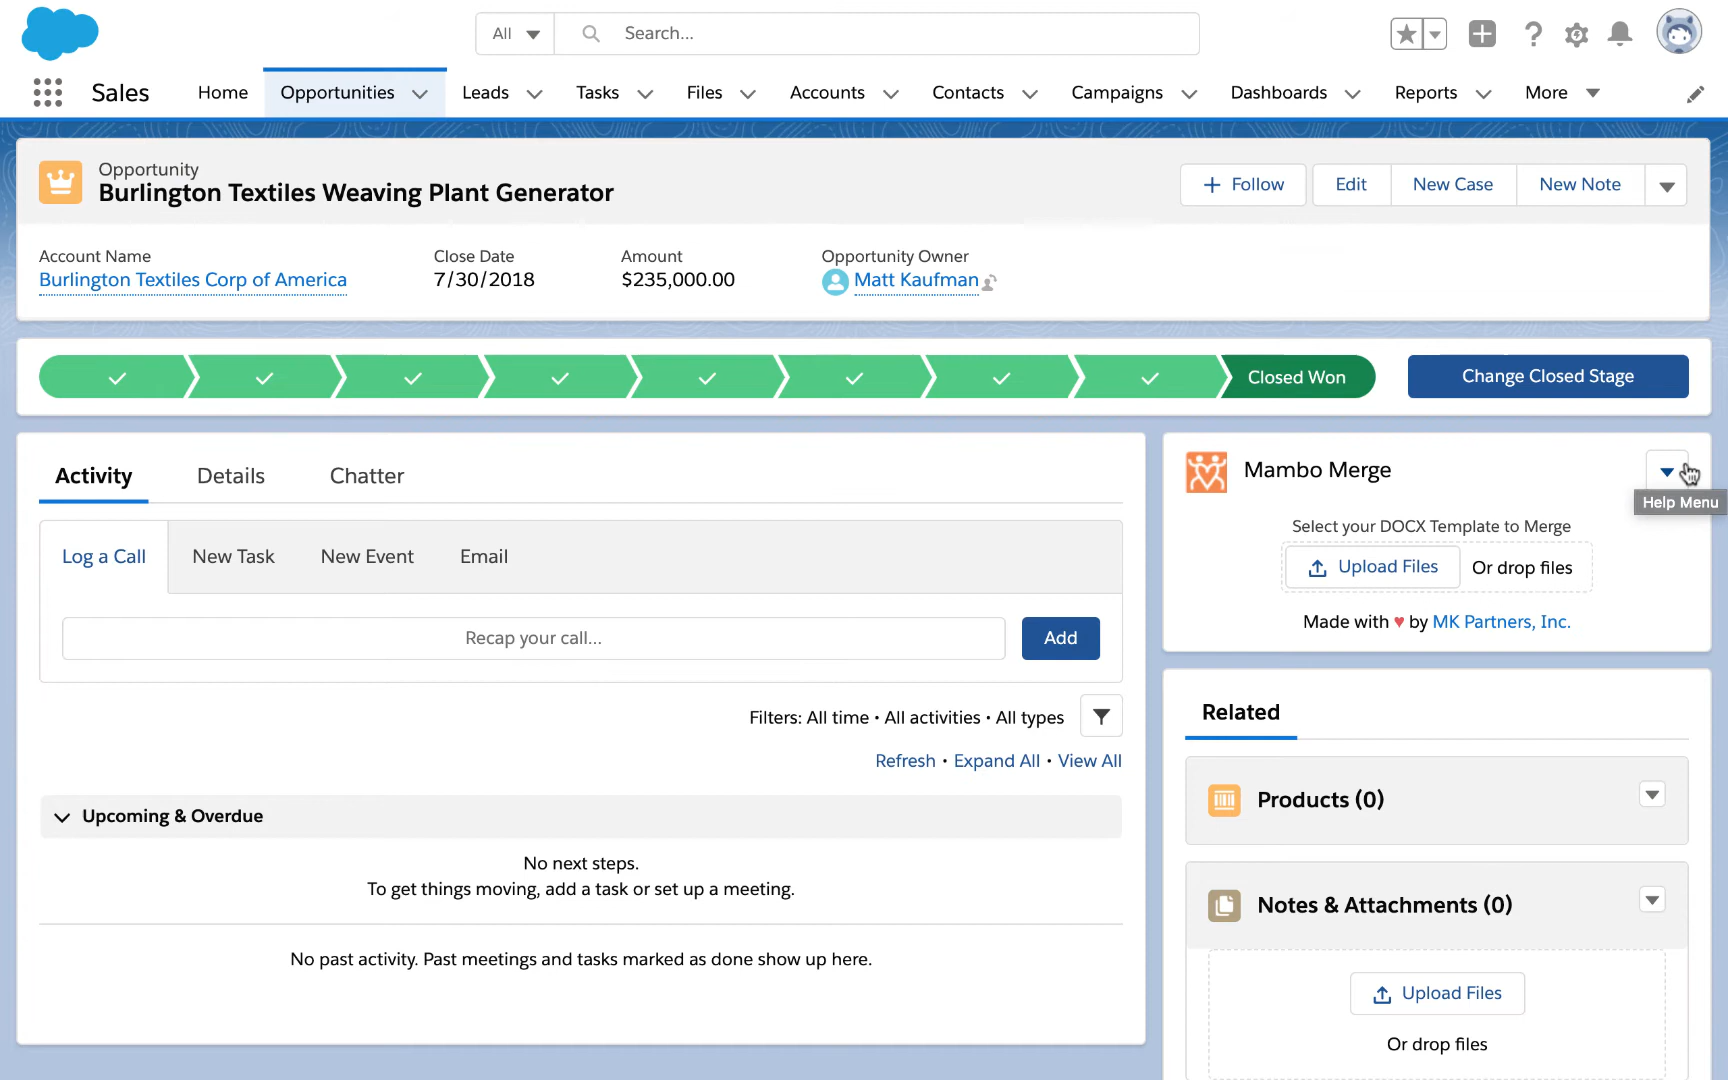 All
Search...
Sales
Home
Opportunities
Leads
Tasks
Files
Accounts
Contacts
Campaigns
Dashboards
Reports
More
Opportunity
Burlington Textiles Weaving Plant Generator
+ Follow
Edit
New Case
New Note
Account Name
Burlington Textiles Corp of America
Close Date
7/30/2018
Amount
$235,000.00
Opportunity Owner
Matt Kaufman
Closed Won
Change Closed Stage
Activity
Details
Chatter
Log a Call
New Task
New Event
Email
Recap your call...
Add
Filters: All time • All activities • All types
Refresh • Expand All • View All
Upcoming & Overdue
No next steps.
To get things moving, add a task or set up a meeting.
No past activity. Past meetings and tasks marked as done show up here.
Mambo Merge
Help Menu
Select your DOCX Template to Merge
Upload Files
Or drop files
Made with ♥ by MK Partners, Inc.
Related
Products (0)
Notes & Attachments (0)
Upload Files
Or drop files